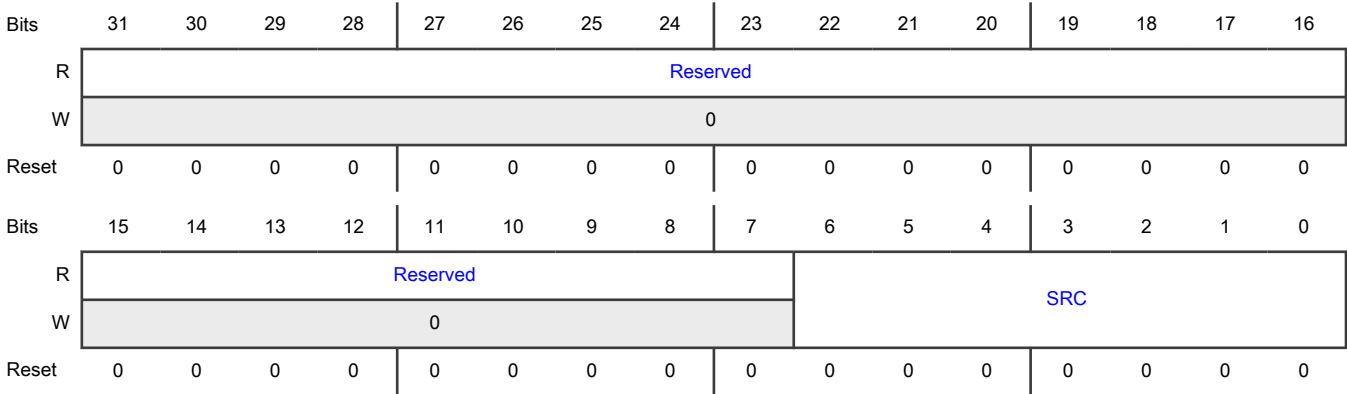 Bits 31 30 29 28 27 26 25 24 23 22 21 20 19 18 17 16
R Reserved
W 0
Reset 0 0 0 0 0 0 0 0 0 0 0 0 0 0 0 0
Bits 15 14 13 12 11 10 9 8 7 6 5 4 3 2 1 0
R Reserved
SRC
W 0
Reset 0 0 0 0 0 0 0 0 0 0 0 0 0 0 0 0